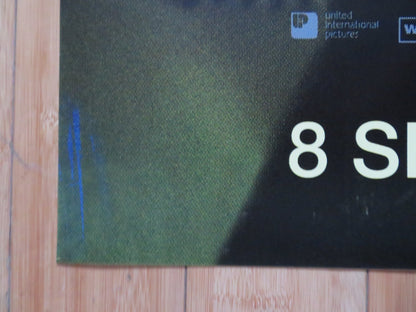 united
international
pictures
8 S